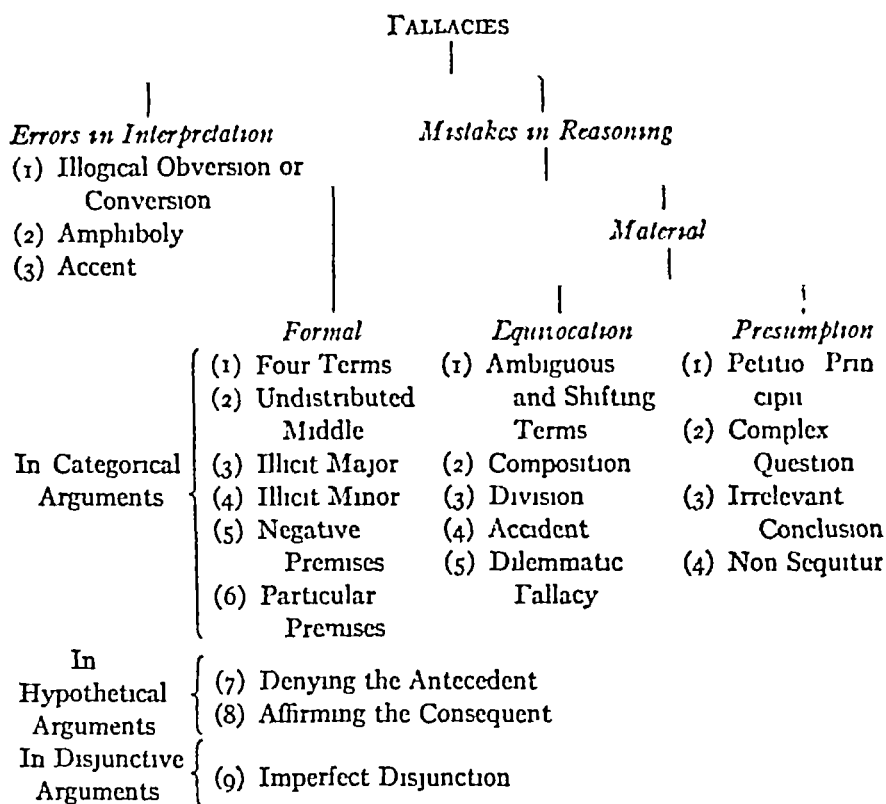 FALLACIES
Errors in Interpretation
(1) Illogical Obversion or
Conversion
(2) Amphiboly
(3) Accent
Mistakes in Reasoning
Material
Formal
In Categorical
Arguments
(1) Four Terms
(2) Undistributed
Middle
(3) Illicit Major
(4) Illicit Minor
(5) Negative
Premises
(6) Particular
Premises
Equivocation
(1) Ambiguous
and Shifting
Terms
(2) Composition
(3) Division
(4) Accident
(5) Dilemmatic
Fallacy
Presumption
(1) Petitio Prin
cipii
(2) Complex
Question
(3) Irrelevant
Conclusion
(4) Non Sequitur
In
Hypothetical
Arguments
(7) Denying the Antecedent
(8) Affirming the Consequent
In Disjunctive
Arguments
(9) Imperfect Disjunction